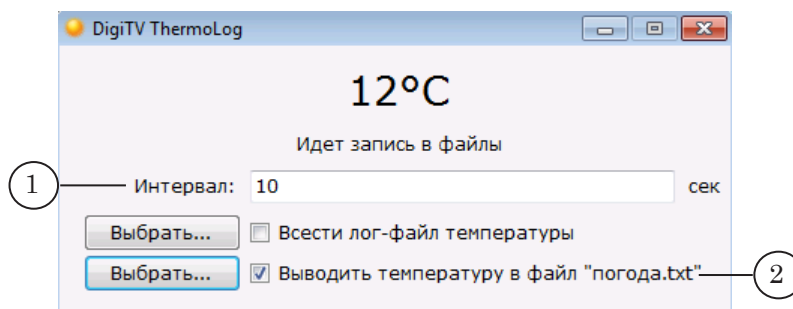 DigiTV ThermoLog
12°C
Идет запись в файлы
1 Интервал: 10 сек
Выбрать... Всести лог-файл температуры
Выбрать... Выводить температуру в файл "погода.txt" 2